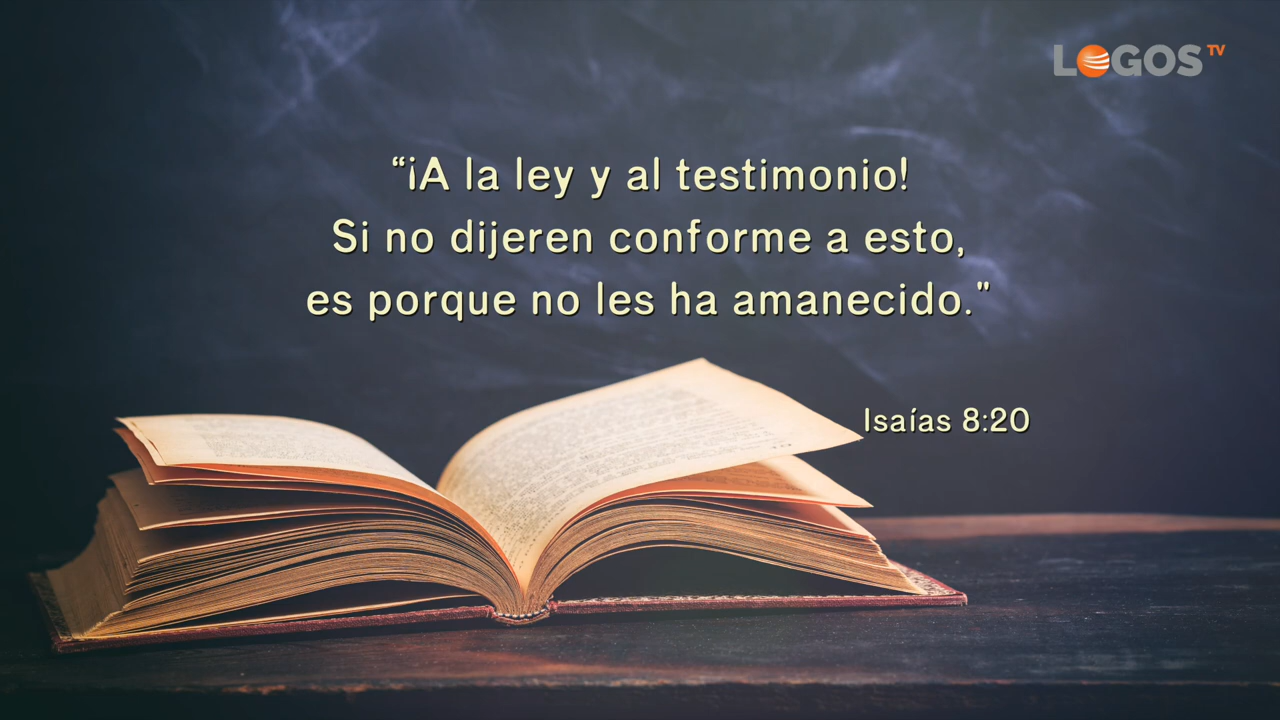 LOGOS TV
“¡A la ley y al testimonio!
Si no dijeren conforme a esto,
es porque no les ha amanecido."
Isaías 8:20